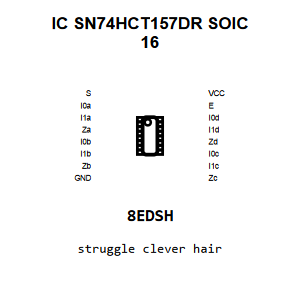 IC SN74HCT157DR SOIC
16
S VCC
I0a E
I1a I0d
Za I1d
I0b Zd
I1b I0c
Zb I1c
GND Zc
8EDSH
struggle clever hair